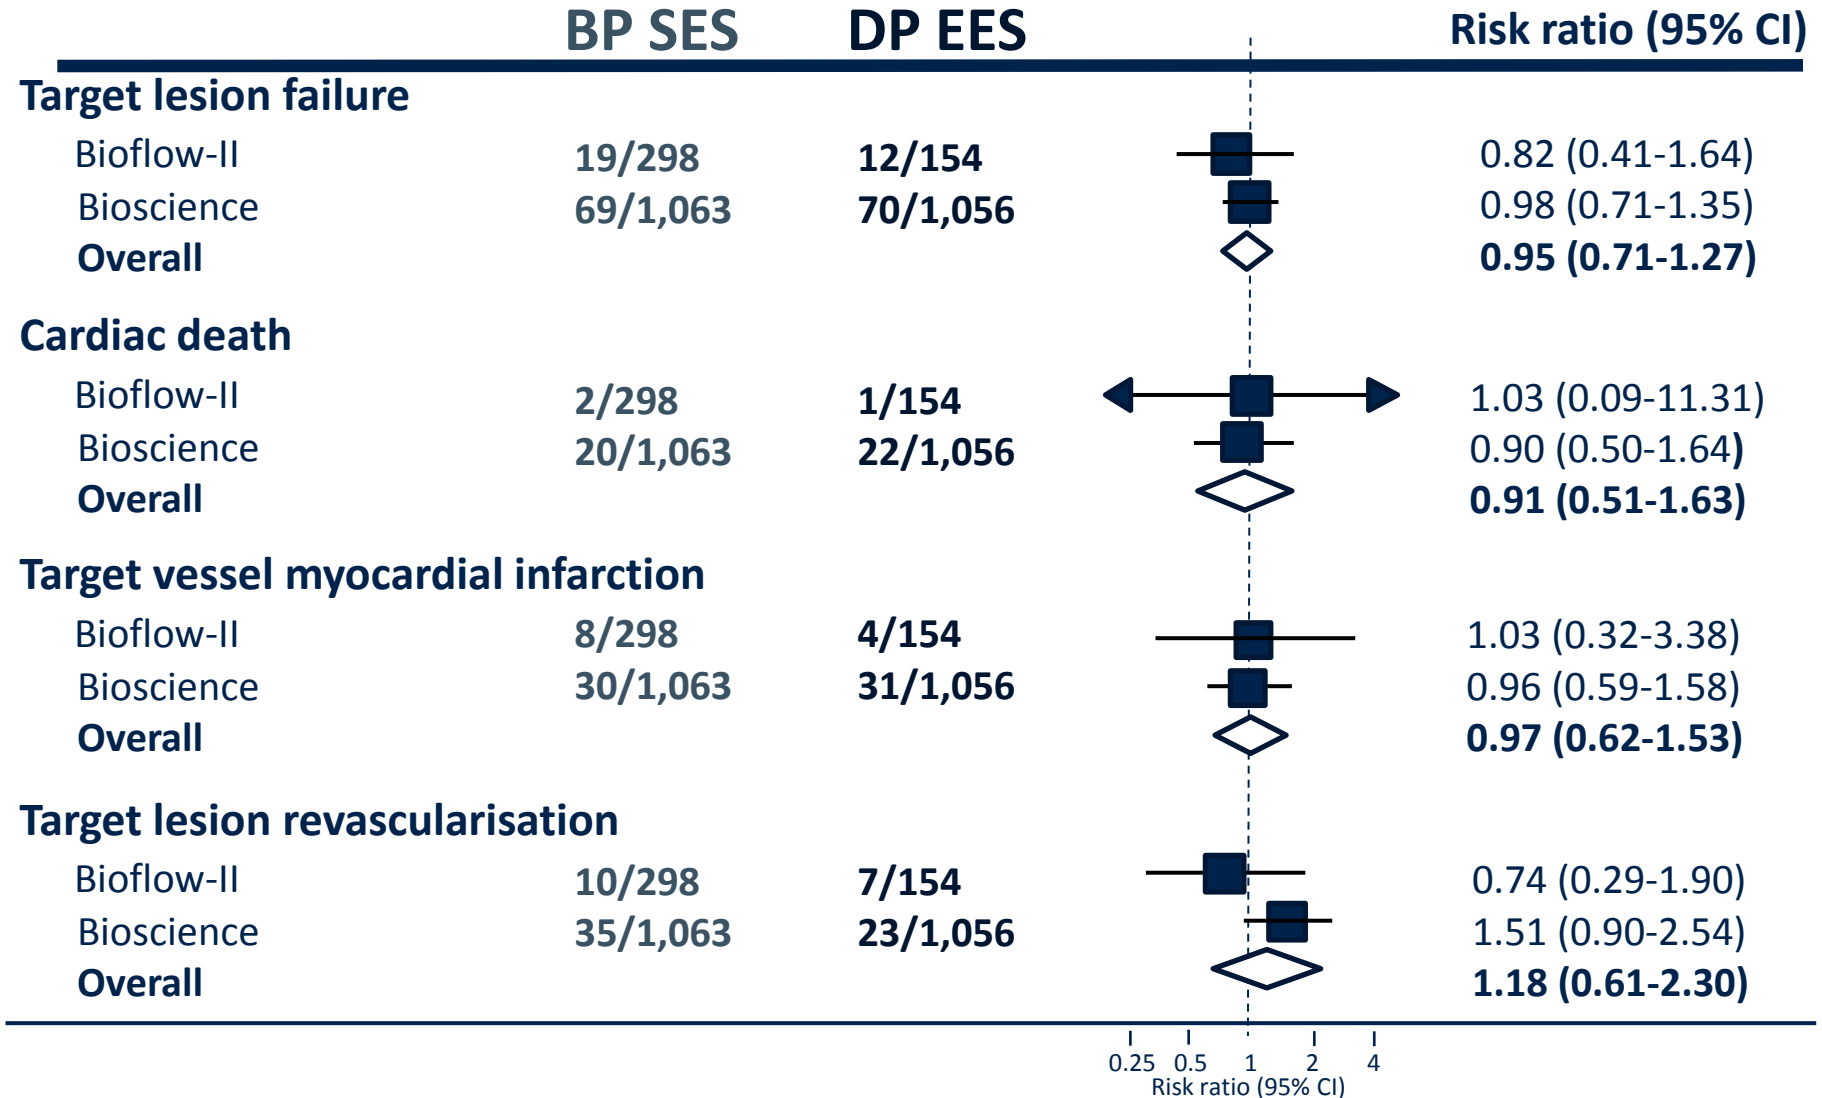 BP SES DP EES Risk ratio (95% CI)
Target lesion failure
Bioflow-II 19/298 12/154 0.82 (0.41-1.64)
Bioscience 69/1,063 70/1,056 0.98 (0.71-1.35)
Overall 0.95 (0.71-1.27)
Cardiac death
Bioflow-II 2/298 1/154 1.03 (0.09-11.31)
Bioscience 20/1,063 22/1,056 0.90 (0.50-1.64)
Overall 0.91 (0.51-1.63)
Target vessel myocardial infarction
Bioflow-II 8/298 4/154 1.03 (0.32-3.38)
Bioscience 30/1,063 31/1,056 0.96 (0.59-1.58)
Overall 0.97 (0.62-1.53)
Target lesion revascularisation
Bioflow-II 10/298 7/154 0.74 (0.29-1.90)
Bioscience 35/1,063 23/1,056 1.51 (0.90-2.54)
Overall 1.18 (0.61-2.30)
0.25 0.5 1 2 4
Risk ratio (95% CI)